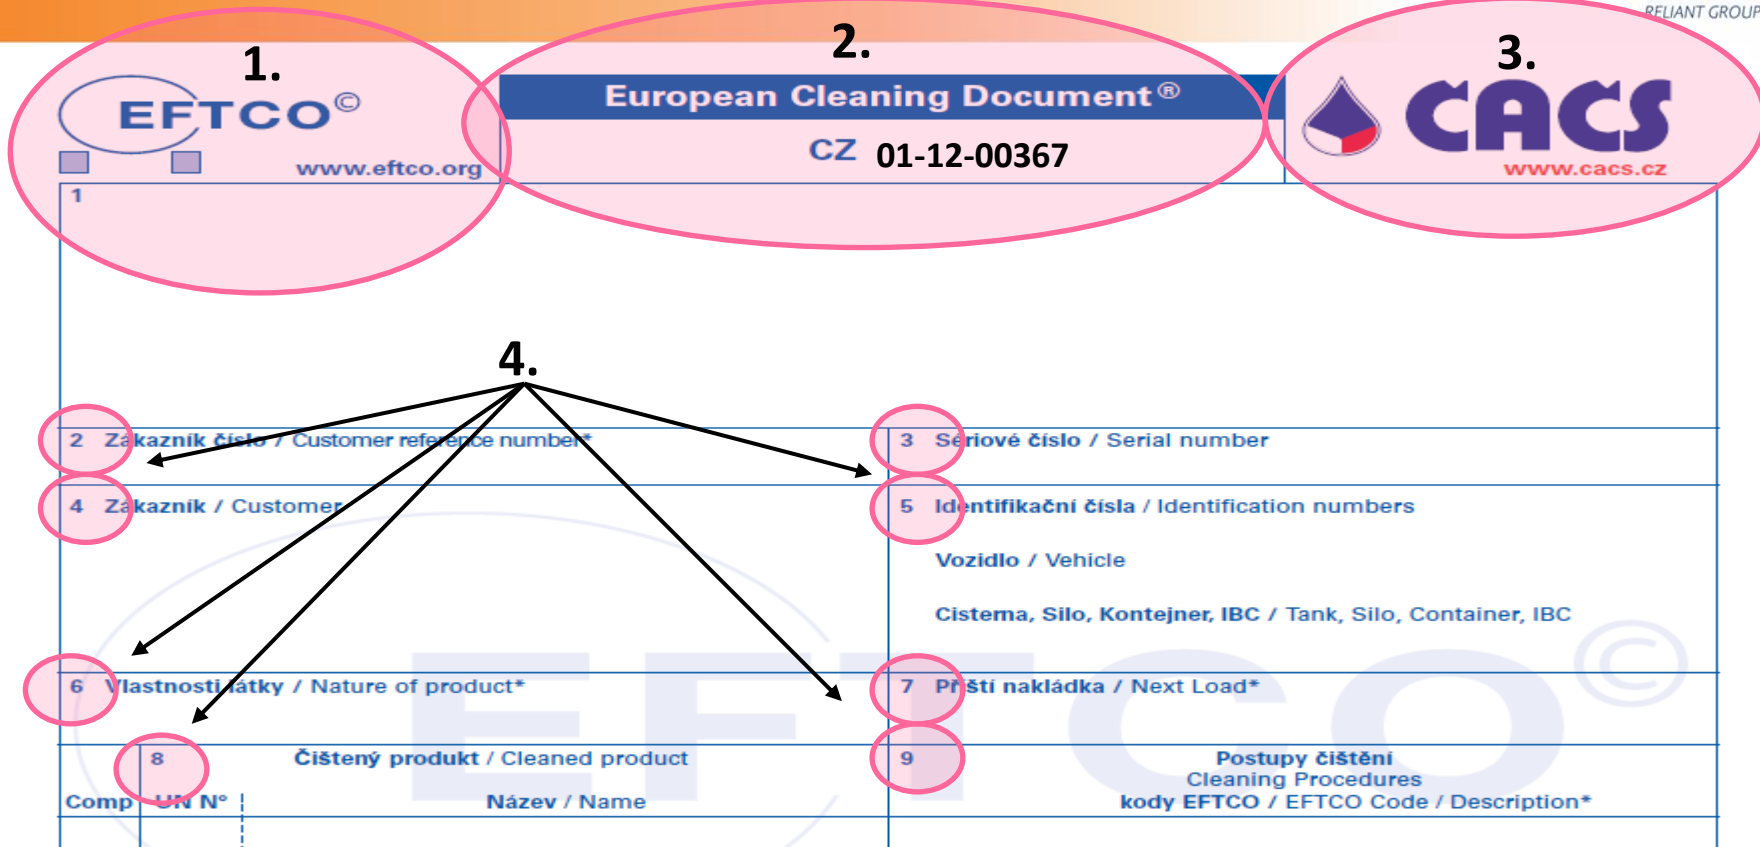 RELIANT GROUP
1. 2. 3.
EFTCO©
www.eftco.org
European Cleaning Document®
CZ 01-12-00367
CACS
www.cacs.cz
1
4.
2 Zákazník číslo / Customer reference number*
3 Sériové číslo / Serial number
4 Zákazník / Customer
5 Identifikační čísla / Identification numbers
Vozidlo / Vehicle
Cisterna, Silo, Kontejner, IBC / Tank, Silo, Container, IBC
6 Vlastnosti látky / Nature of product*
7 Příští nakládka / Next Load*
8 Čištený produkt / Cleaned product
Comp UN N° Název / Name
9 Postupy čištění
Cleaning Procedures
kody EFTCO / EFTCO Code / Description*
EFTCO©